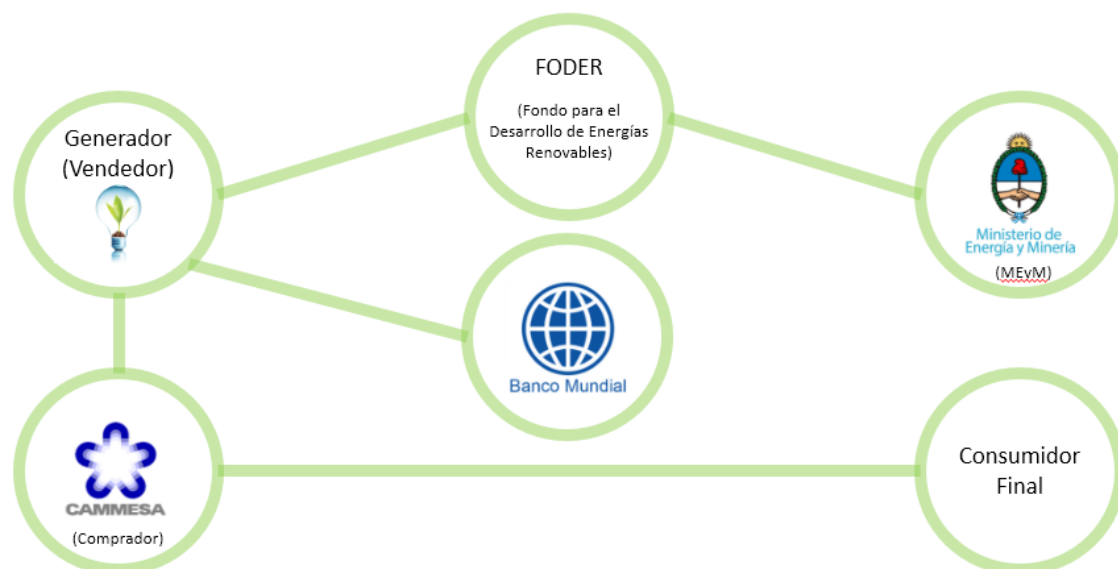 FODER
(Fondo para el
Desarrollo de Energías
Renovables)
Generador
(Vendedor)
Ministerio de
Energía y Minería
(MEyM)
Banco Mundial
CAMMESA
(Comprador)
Consumidor
Final